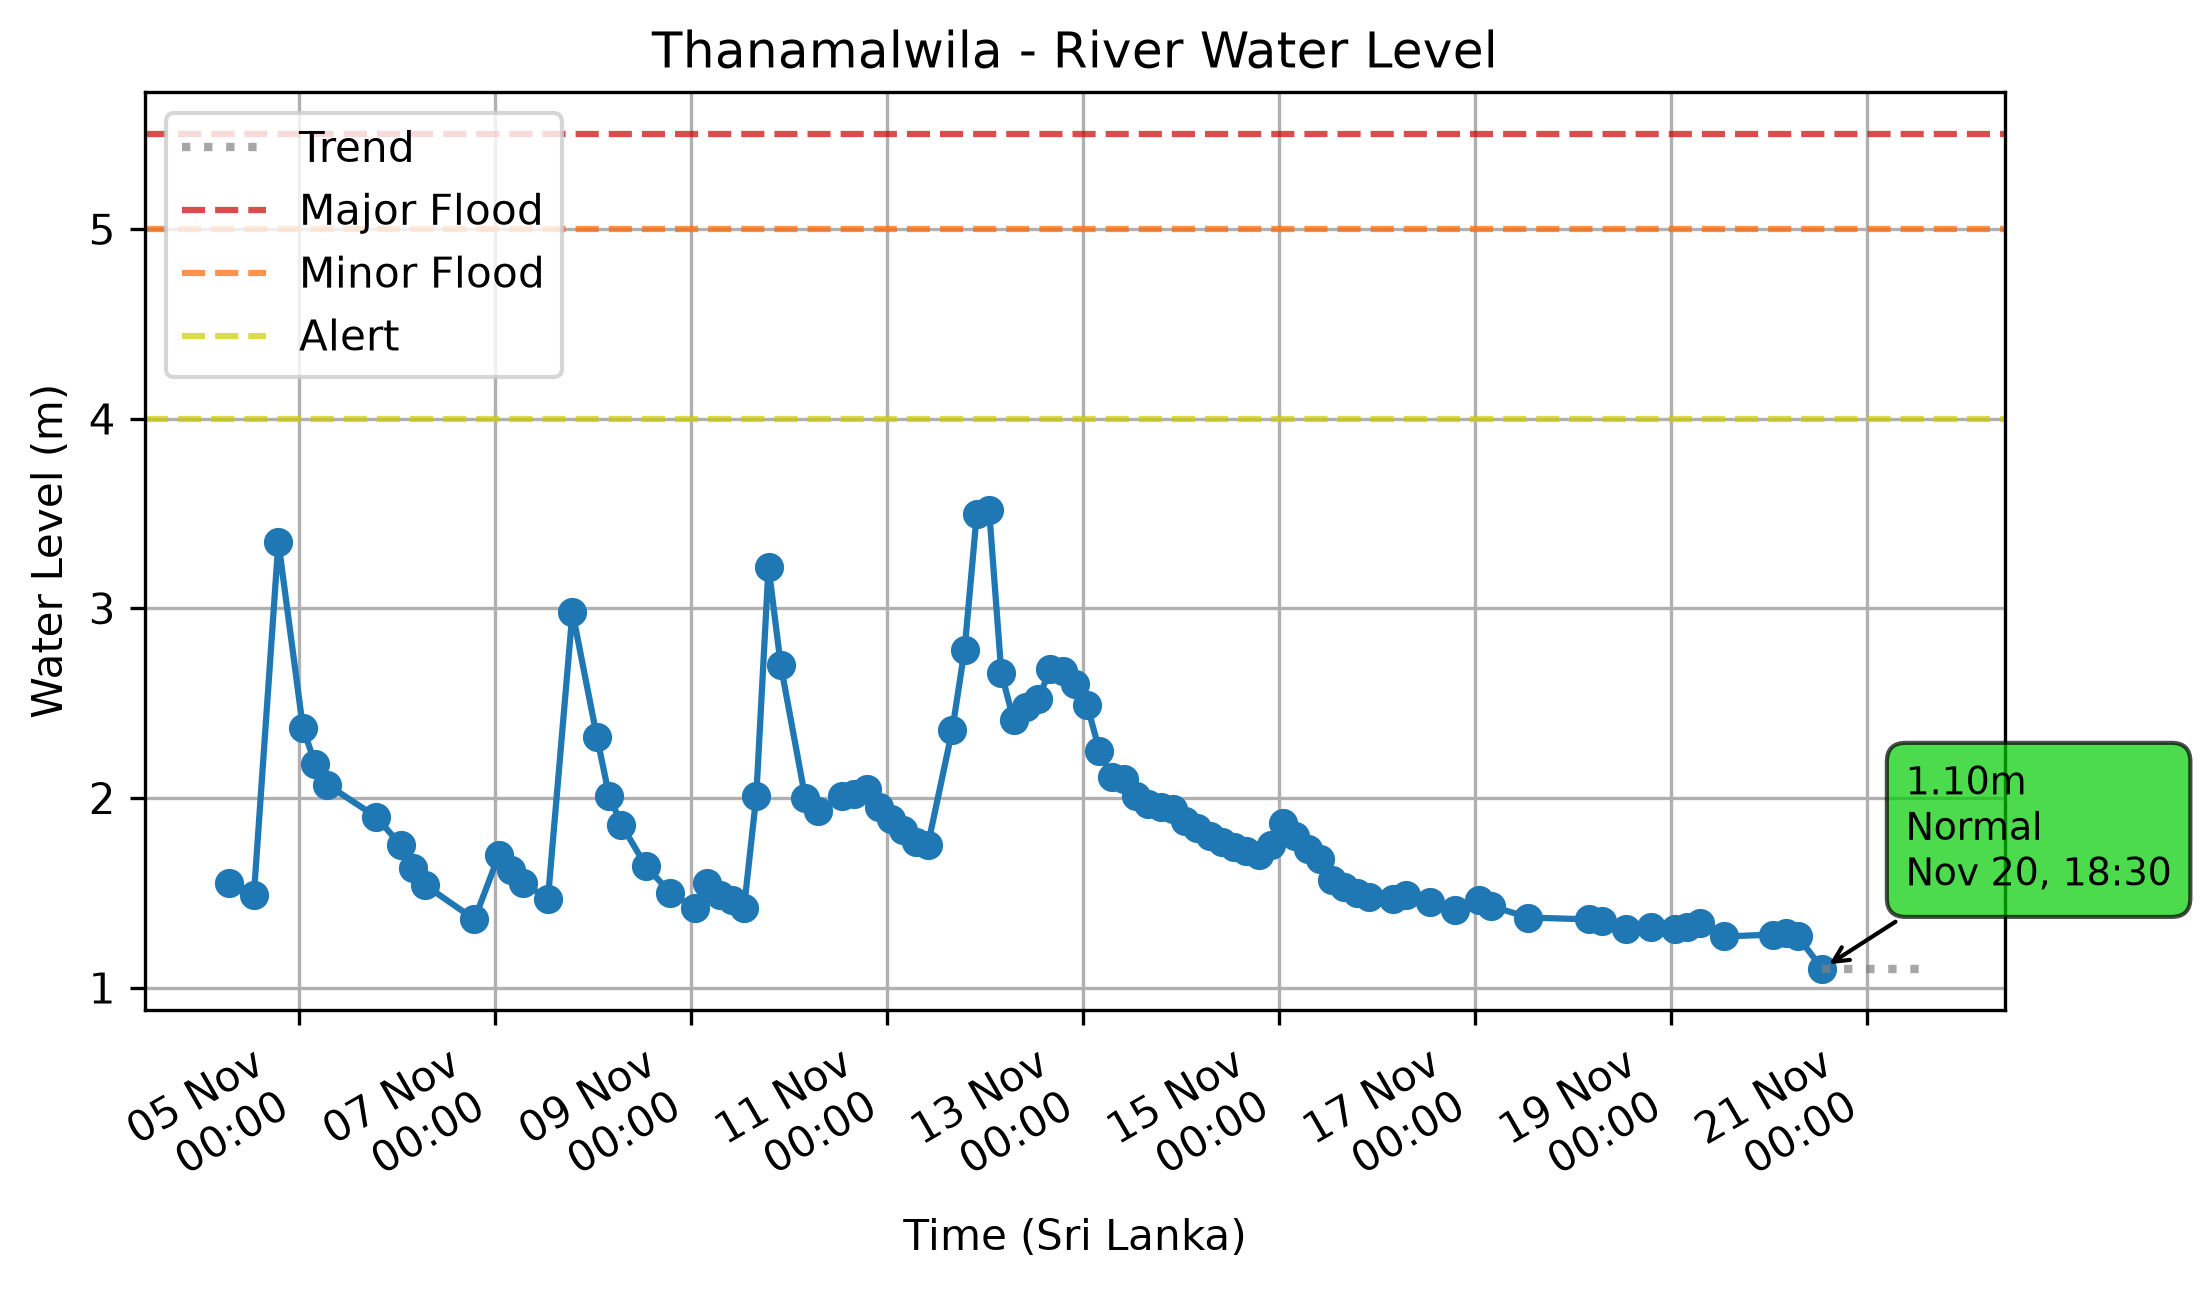 Thanamalwila - River Water Level
Trend
Major Flood
Minor Flood
Alert
Water Level (m)
5
4
3
2
1
1.10m
Normal
Nov 20, 18:30
05 Nov
00:00
07 Nov
00:00
09 Nov
00:00
11 Nov
00:00
13 Nov
00:00
15 Nov
00:00
17 Nov
00:00
19 Nov
00:00
21 Nov
00:00
Time (Sri Lanka)